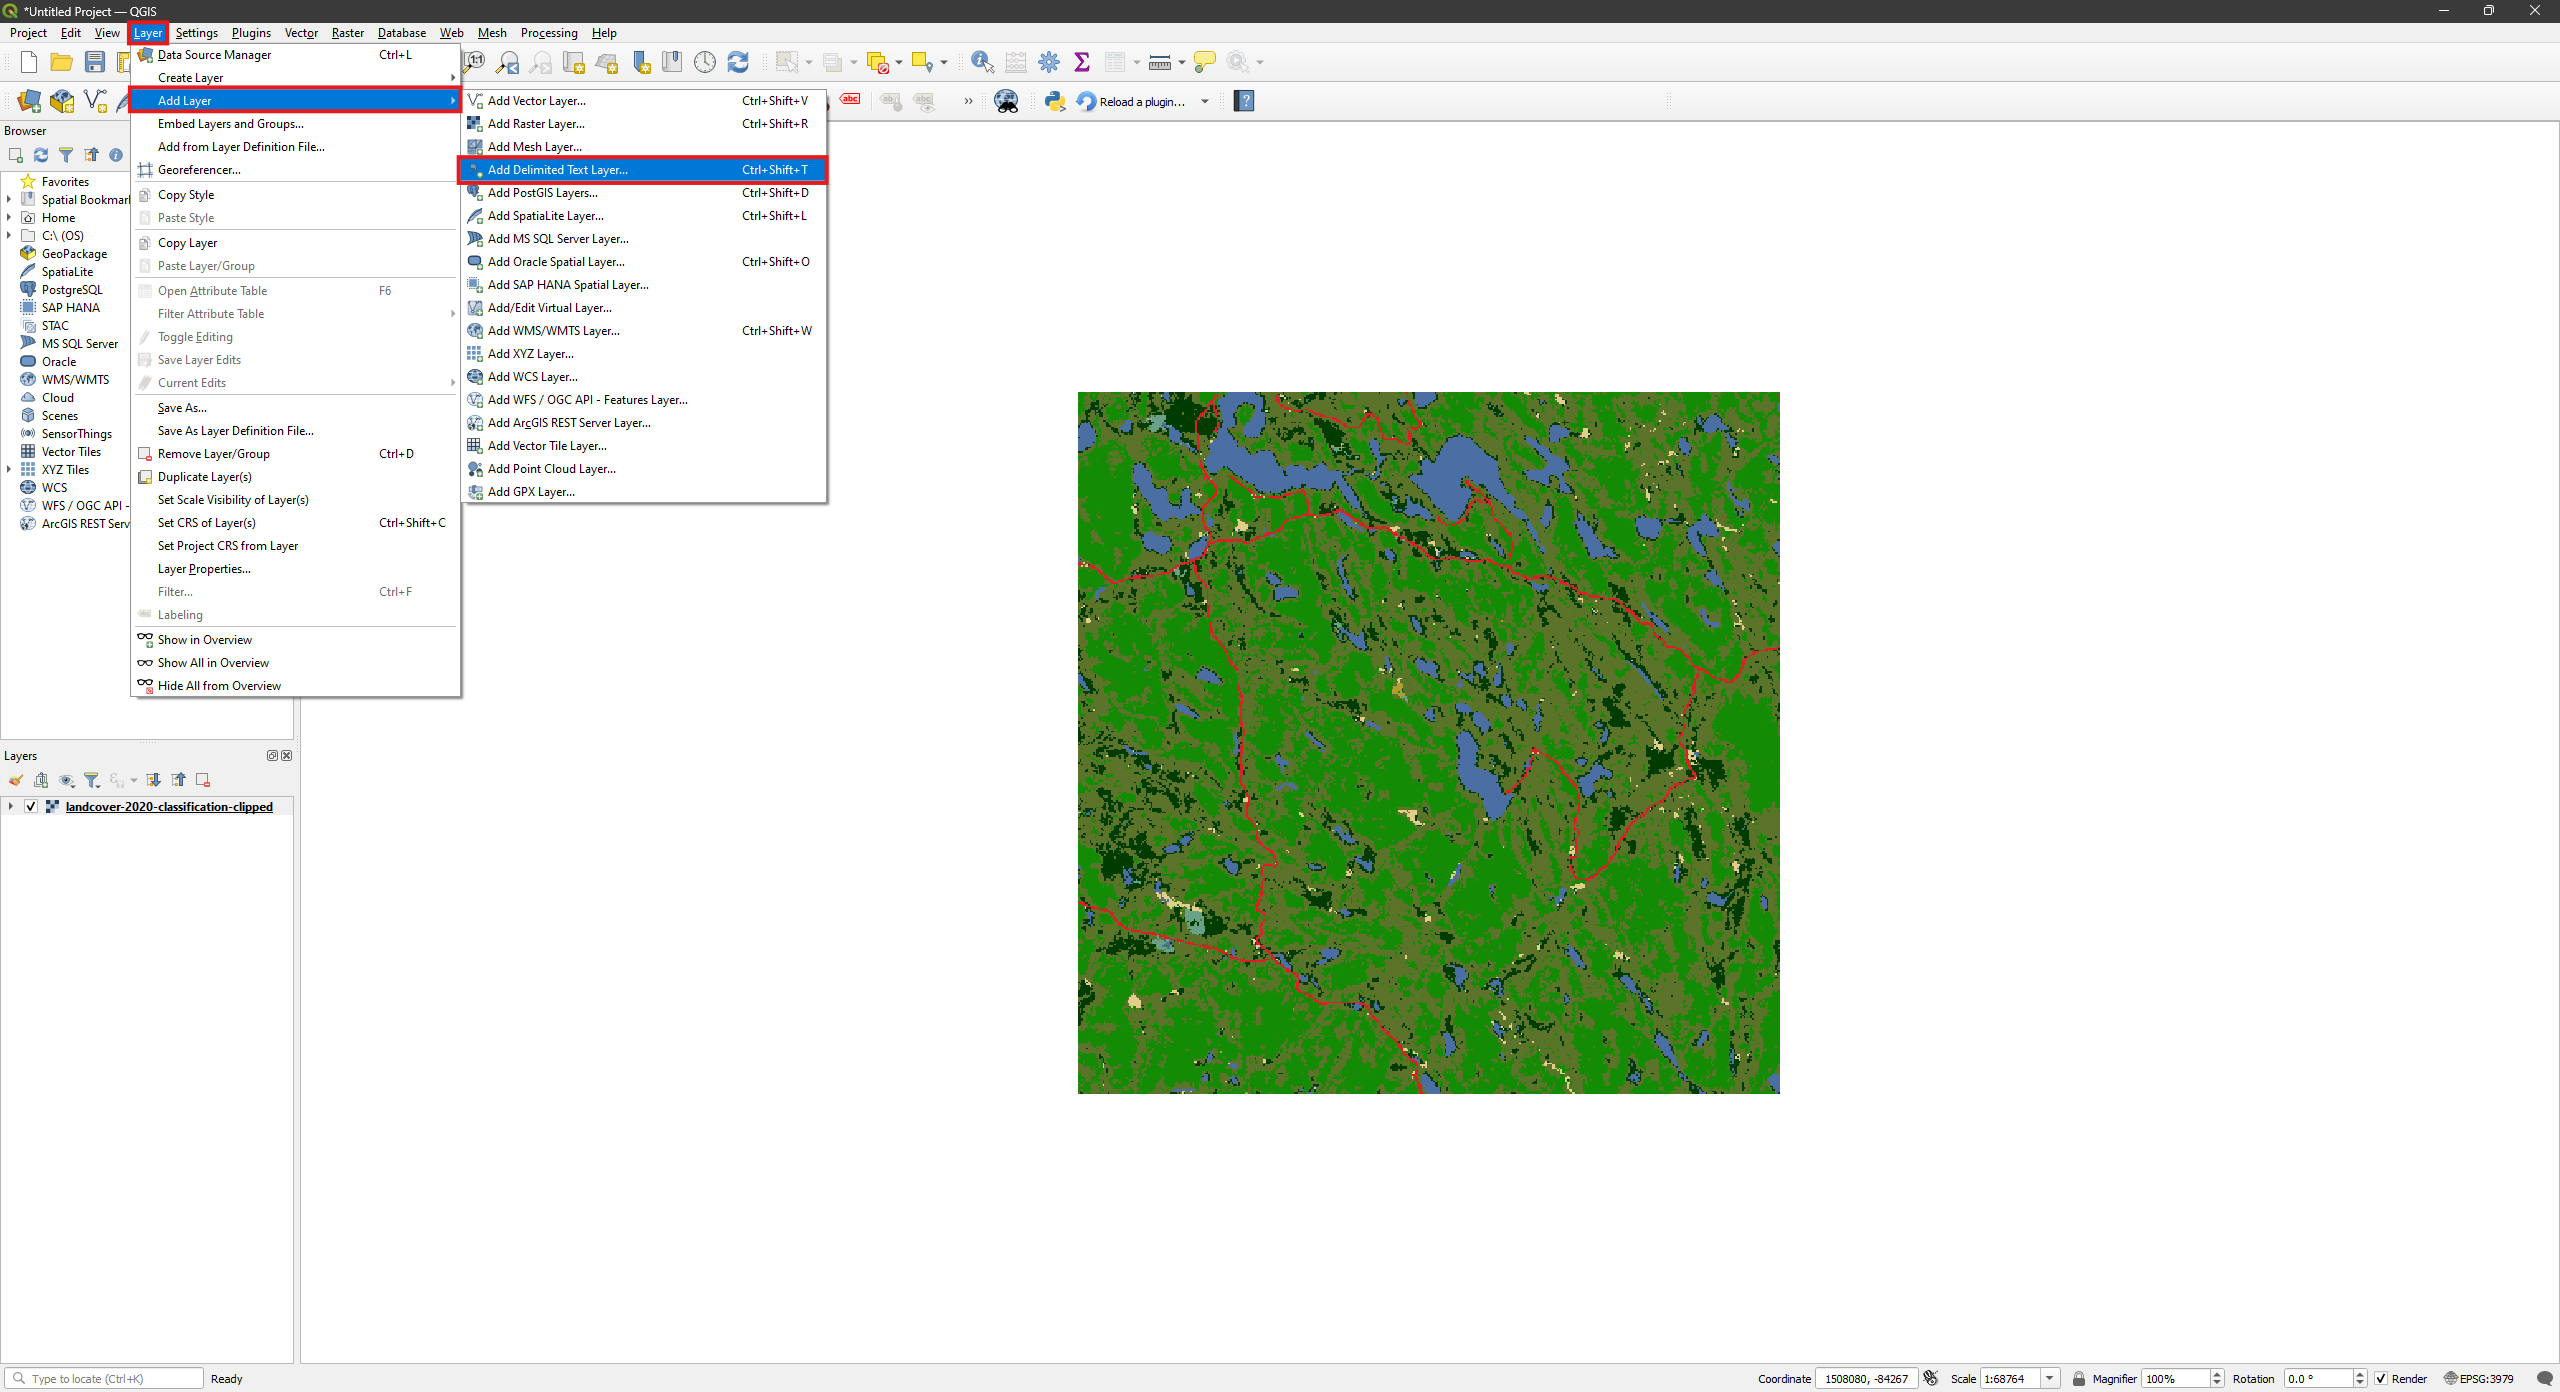 *Untitled Project — QGIS
Project Edit View Layer Settings Plugins Vector Raster Database Web Mesh Processing Help
Data Source Manager Ctrl+L
Create Layer
Add Layer
Embed Layers and Groups...
Add from Layer Definition File...
Georeferencer...
Copy Style
Paste Style
Copy Layer
Paste Layer/Group
Open Attribute Table F6
Filter Attribute Table
Toggle Editing
Save Layer Edits
Current Edits
Save As...
Save As Layer Definition File...
Remove Layer/Group Ctrl+D
Duplicate Layer(s)
Set Scale Visibility of Layer(s)
Set CRS of Layer(s) Ctrl+Shift+C
Set Project CRS from Layer
Layer Properties...
Filter... Ctrl+F
Labeling
Show in Overview
Show All in Overview
Hide All from Overview
Add Vector Layer... Ctrl+Shift+V
Add Raster Layer... Ctrl+Shift+R
Add Mesh Layer...
Add Delimited Text Layer... Ctrl+Shift+T
Add PostGIS Layers... Ctrl+Shift+D
Add SpatiaLite Layer... Ctrl+Shift+L
Add MS SQL Server Layer...
Add Oracle Spatial Layer... Ctrl+Shift+O
Add SAP HANA Spatial Layer...
Add/Edit Virtual Layer...
Add WMS/WMTS Layer... Ctrl+Shift+W
Add XYZ Layer...
Add WCS Layer...
Add WFS / OGC API - Features Layer...
Add ArcGIS REST Server Layer...
Add Vector Tile Layer...
Add Point Cloud Layer...
Add GPX Layer...
1:1
abc
ab
Reload a plugin...
Browser
Favorites
Spatial Bookmar
Home
C:\ (OS)
GeoPackage
SpatiaLite
PostgreSQL
SAP HANA
STAC
MS SQL Server
Oracle
WMS/WMTS
Cloud
Scenes
SensorThings
Vector Tiles
XYZ Tiles
WCS
WFS / OGC API -
ArcGIS REST Serv
Layers
landcover-2020-classification-clipped
Type to locate (Ctrl+K) Ready Coordinate 1508080, -84267 Scale 1:68764 Magnifier 100% Rotation 0.0 ° Render EPSG:3979